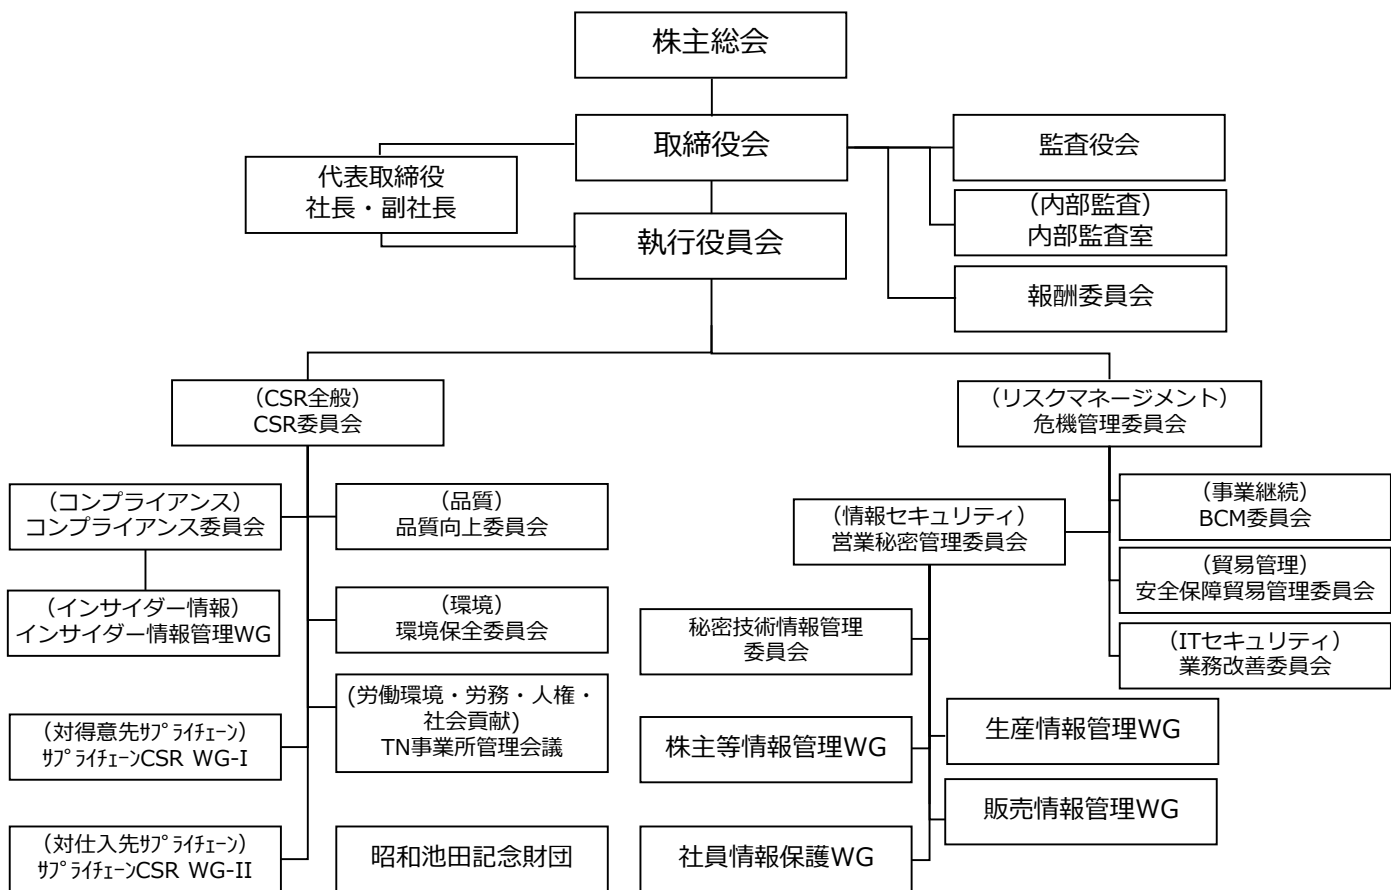 株主総会
取締役会
監査役会
代表取締役
社長・副社長
（内部監査）
内部監査室
執行役員会
報酬委員会
（CSR全般）
CSR委員会
（リスクマネージメント）
危機管理委員会
（コンプライアンス）
コンプライアンス委員会
（品質）
品質向上委員会
（情報セキュリティ）
営業秘密管理委員会
（事業継続）
BCM委員会
（貿易管理）
安全保障貿易管理委員会
（インサイダー情報）
インサイダー情報管理WG
（環境）
環境保全委員会
秘密技術情報管理
委員会
（ITセキュリティ）
業務改善委員会
(労働環境・労務・人権・
社会貢献)
TN事業所管理会議
（対得意先ｻﾌﾟﾗｲﾁｪｰﾝ）
ｻﾌﾟﾗｲﾁｪｰﾝCSR WG-I
株主等情報管理WG
生産情報管理WG
販売情報管理WG
（対仕入先ｻﾌﾟﾗｲﾁｪｰﾝ）
ｻﾌﾟﾗｲﾁｪｰﾝCSR WG-II
昭和池田記念財団
社員情報保護WG